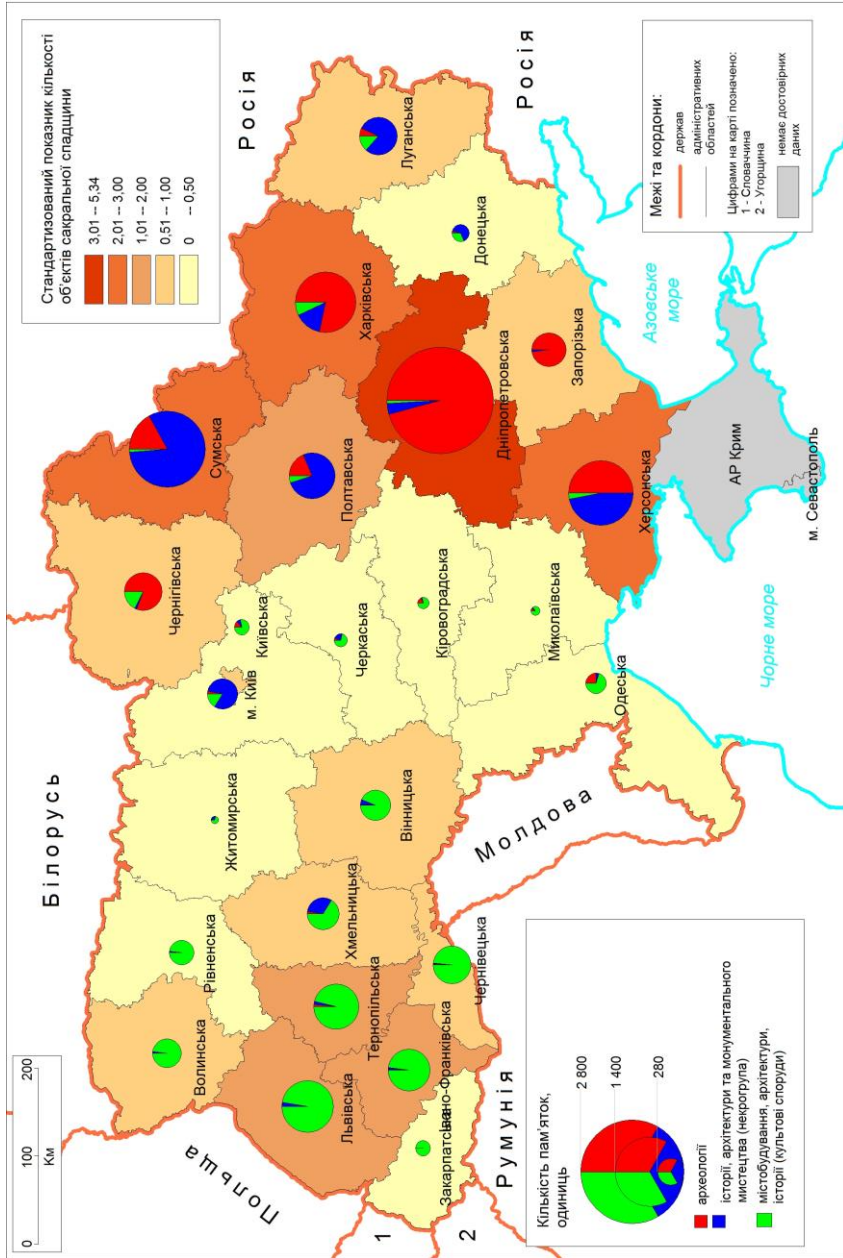 0
100
200
Км
Білорусь
Росія
Росія
Польща
Румунія
Молдова
1
2
Чорне море
Азовське
море
Волинська
Рівненська
Житомирська
м. Київ
Київська
Чернігівська
Сумська
Львівська
Тернопільська
Хмельницька
Вінницька
Черкаська
Полтавська
Харківська
Луганська
Закарпатська
Івано-Франківська
Чернівецька
Кіровоградська
Дніпропетровська
Донецька
Одеська
Миколаївська
Запорізька
Херсонська
АР Крим
м. Севастополь
Стандартизований показник кількості
об'єктів сакральної спадщини
3,01 -- 5,34
2,01 -- 3,00
1,01 -- 2,00
0,51 -- 1,00
0 -- 0,50
Кількість пам'яток,
одиниць
2 800
1 400
280
археології
історії, архітектури та монументального
мистецтва (некрогрупа)
містобудування, архітектури,
історії (культові споруди)
Межі та кордони:
держав
адміністративних
областей
Цифрами на карті позначено:
1 - Словаччина
2 - Угорщина
немає достовірних
даних